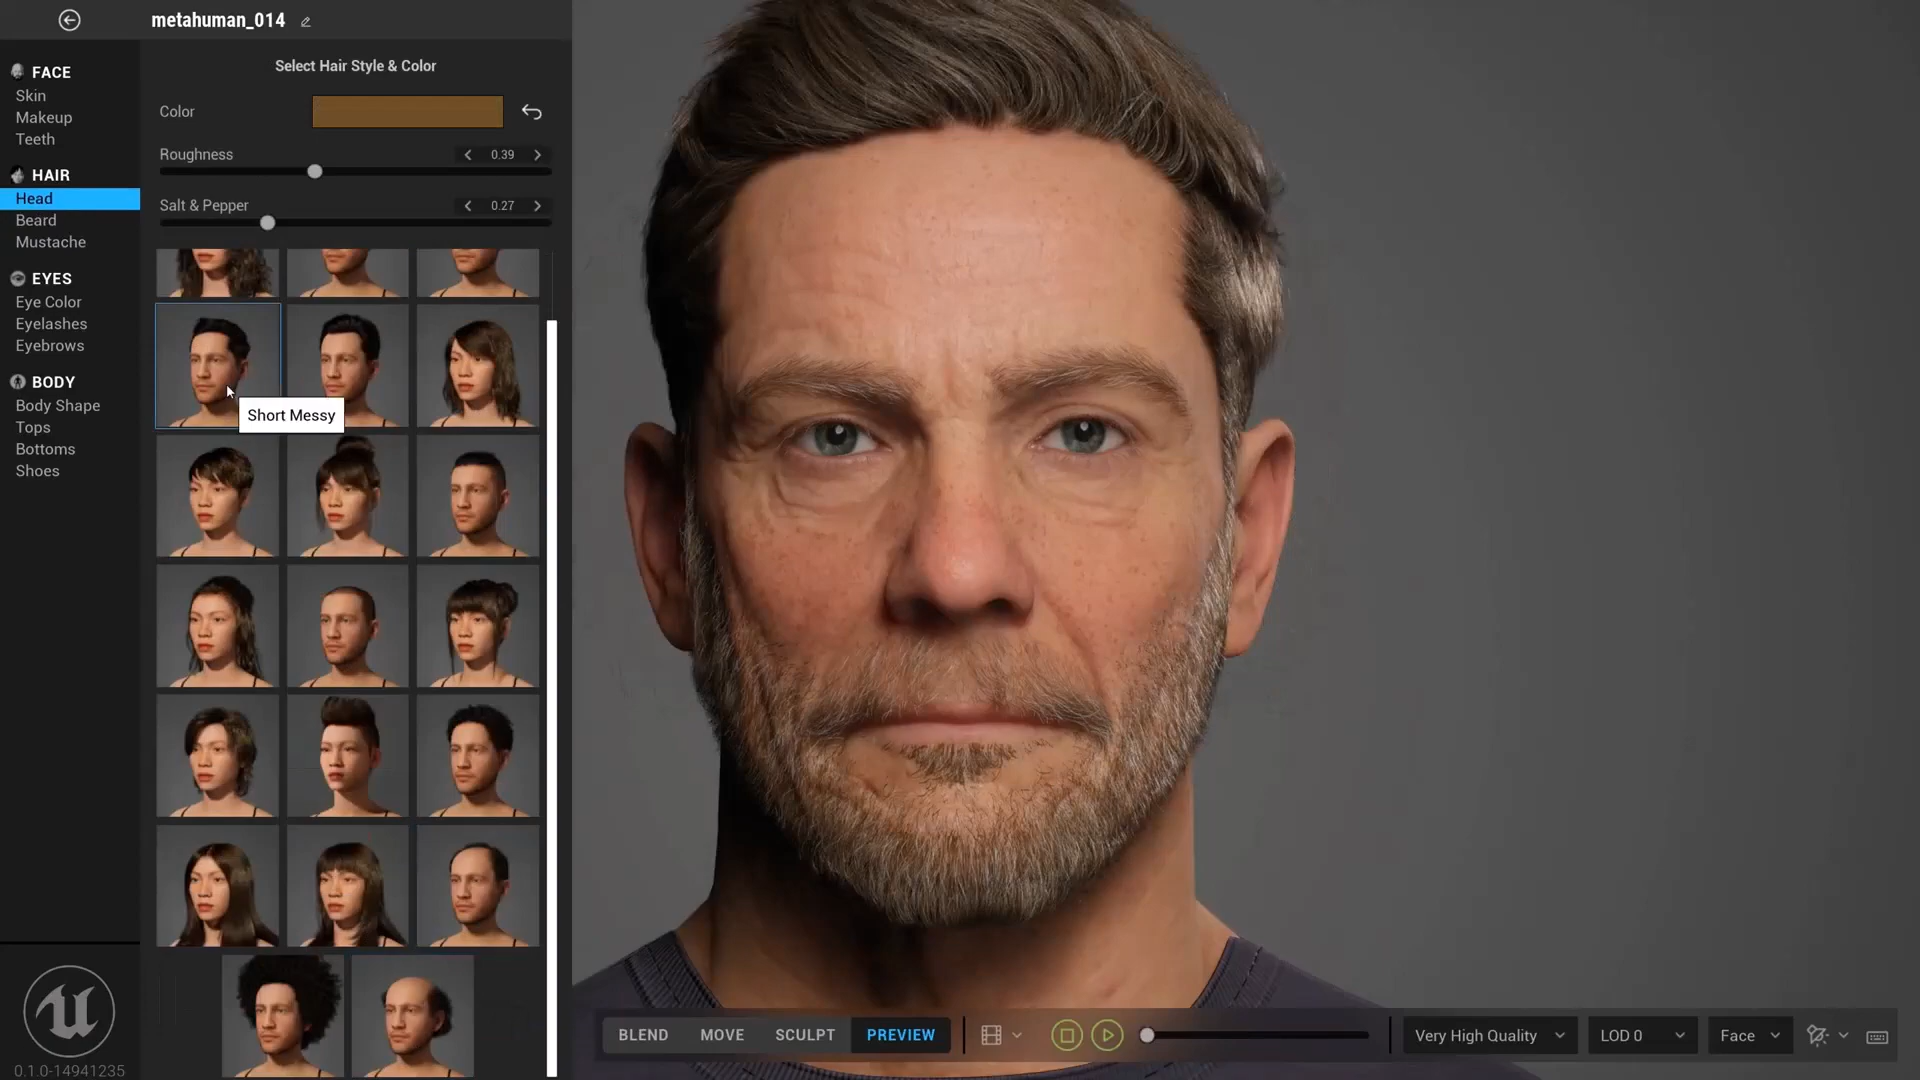 metahuman_014
Select Hair Style & Color
FACE
Skin
Makeup
Teeth
HAIR
Head
Beard
Mustache
EYES
Eye Color
Eyelashes
Eyebrows
BODY
Body Shape
Tops
Bottoms
Shoes
Color
Roughness
0.39
Salt & Pepper
0.27
Short Messy
BLEND
MOVE
SCULPT
PREVIEW
Very High Quality
LOD 0
Face
0.1.0-14941235